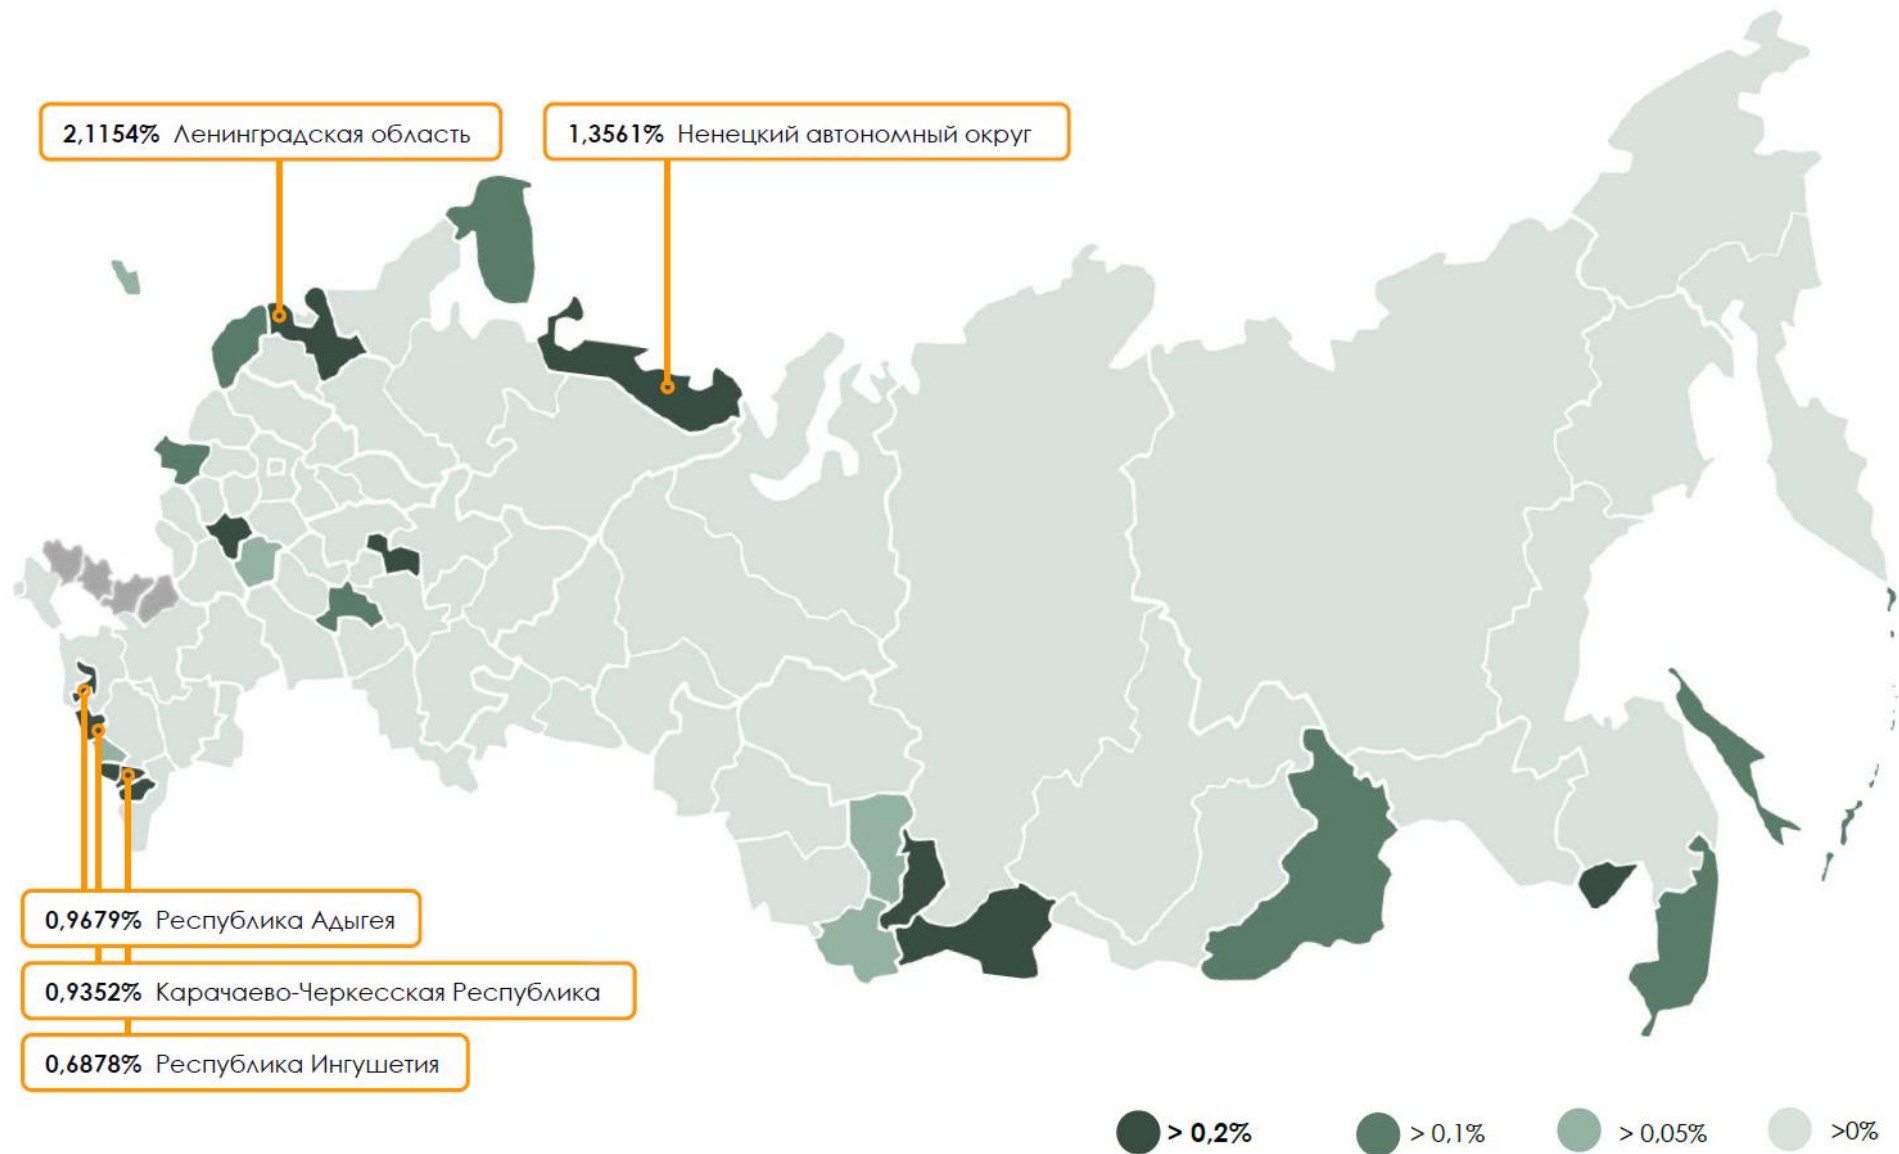 2,1154% Ленинградская область
1,3561% Ненецкий автономный округ
0,9679% Республика Адыгея
0,9352% Карачаево-Черкесская Республика
0,6878% Республика Ингушетия
> 0,2%
> 0,1%
> 0,05%
>0%